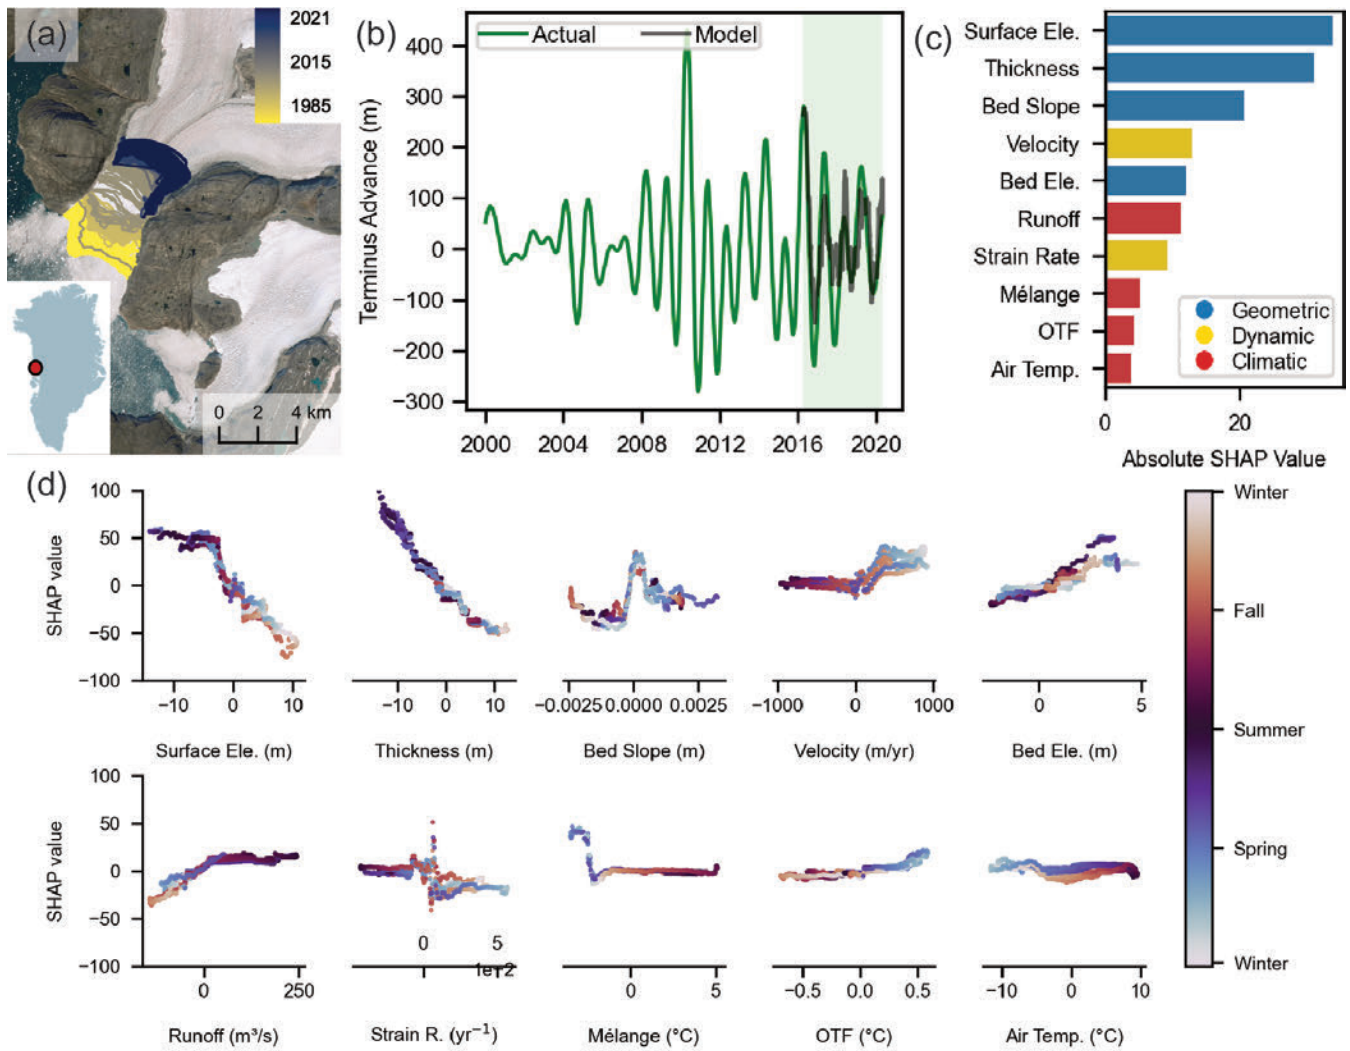 (a)
2021
2015
1985
0 2 4 km
(b)
Actual Model
Terminus Advance (m)
400
300
200
100
0
−100
−200
−300
2000 2004 2008 2012 2016 2020
(c)
Surface Ele.
Thickness
Bed Slope
Velocity
Bed Ele.
Runoff
Strain Rate
Mélange
OTF
Air Temp.
Geometric
Dynamic
Climatic
0 20
Absolute SHAP Value
(d)
SHAP value
100
50
0
−50
−100
−10 0 10
Surface Ele. (m)
−10 0 10
Thickness (m)
−0.0025 0.0000 0.0025
Bed Slope (m)
−1000 0 1000
Velocity (m/yr)
0 5
Bed Ele. (m)
SHAP value
100
50
0
−50
−100
0 250
Runoff (m³/s)
0 5
1e−2
Strain R. (yr⁻¹)
0 5
Mélange (°C)
−0.5 0.0 0.5
OTF (°C)
−10 0 10
Air Temp. (°C)
Winter
Fall
Summer
Spring
Winter